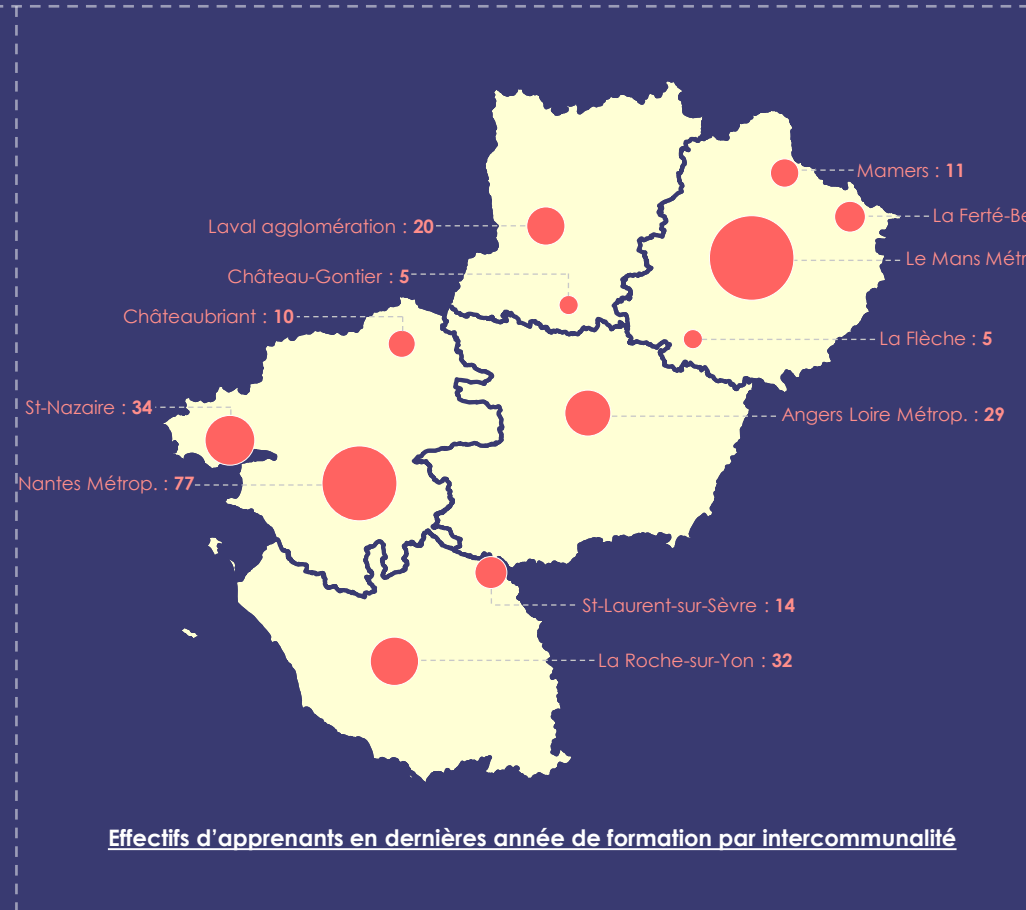 Mamers : 11
La Ferté-Be
Laval agglomération : 20
Le Mans Métr
Château-Gontier : 5
Châteaubriant : 10
La Flèche : 5
St-Nazaire : 34
Angers Loire Métrop. : 29
Nantes Métrop. : 77
St-Laurent-sur-Sèvre : 14
La Roche-sur-Yon : 32
Effectifs d’apprenants en dernières année de formation par intercommunalité